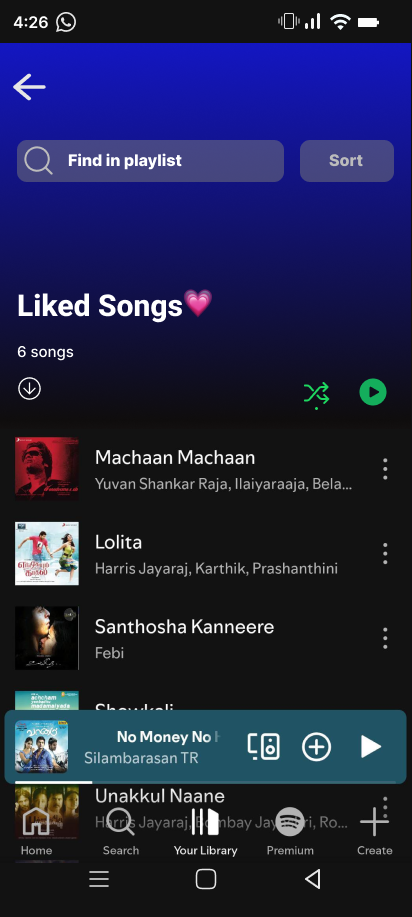 4:26
Find in playlist
Sort
Liked Songs💗
6 songs
Machaan Machaan
Yuvan Shankar Raja, Ilaiyaraaja, Bela...
Lolita
Harris Jayaraj, Karthik, Prashanthini
Santhosha Kanneere
Febi
No Money No
Silambarasan TR
Unakkul Naane
Harris Jayaraj, Bombay Jayashri, Ro...
Home
Search
Your Library
Premium
Create